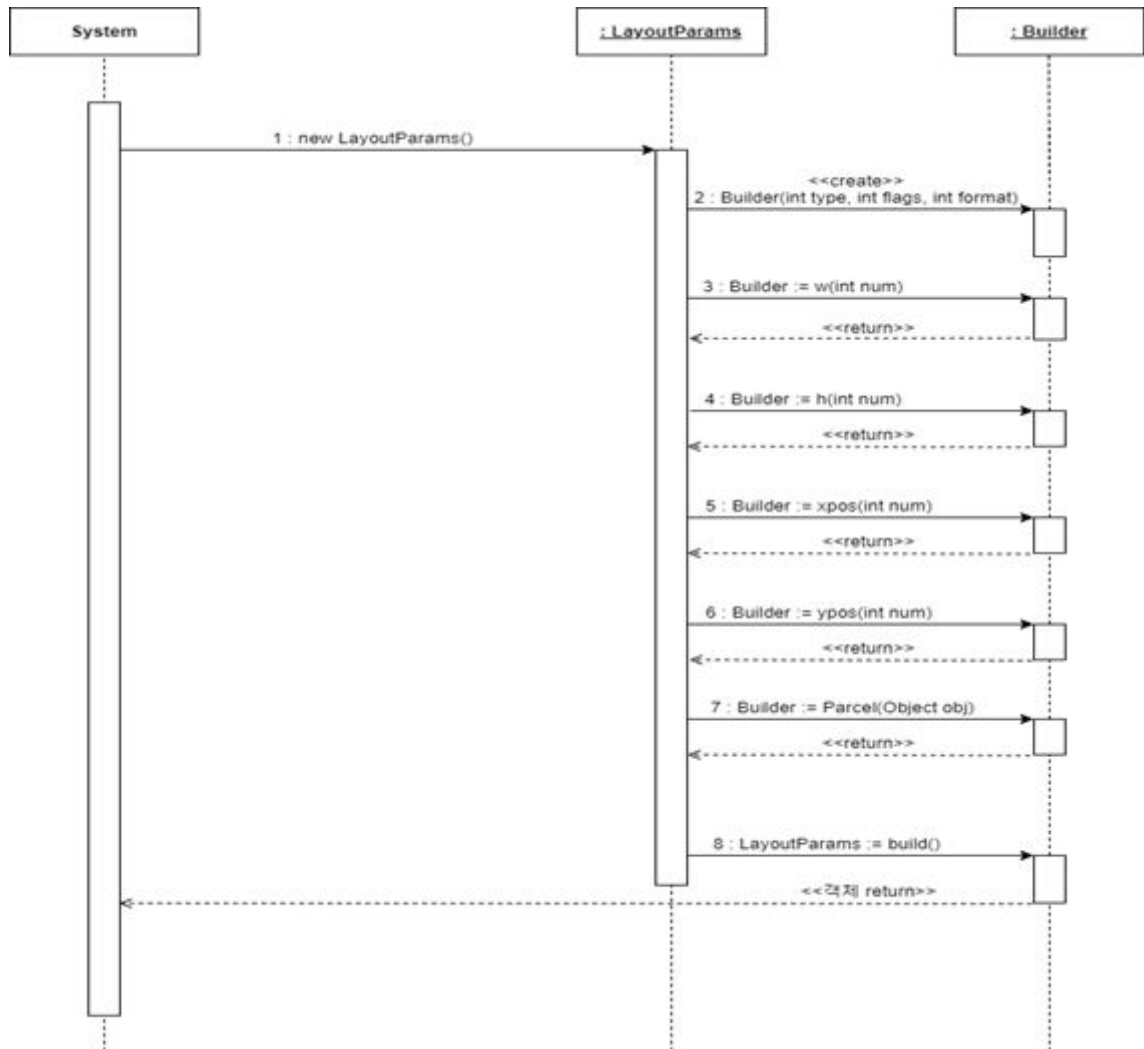 System
: LayoutParams
: Builder
1 : new LayoutParams()
<<create>>
2 : Builder(int type, int flags, int format)
3 : Builder := w(int num)
<<return>>
4 : Builder := h(int num)
<<return>>
5 : Builder := xpos(int num)
<<return>>
6 : Builder := ypos(int num)
<<return>>
7 : Builder := Parcel(Object obj)
<<return>>
8 : LayoutParams := build()
<<객체 return>>